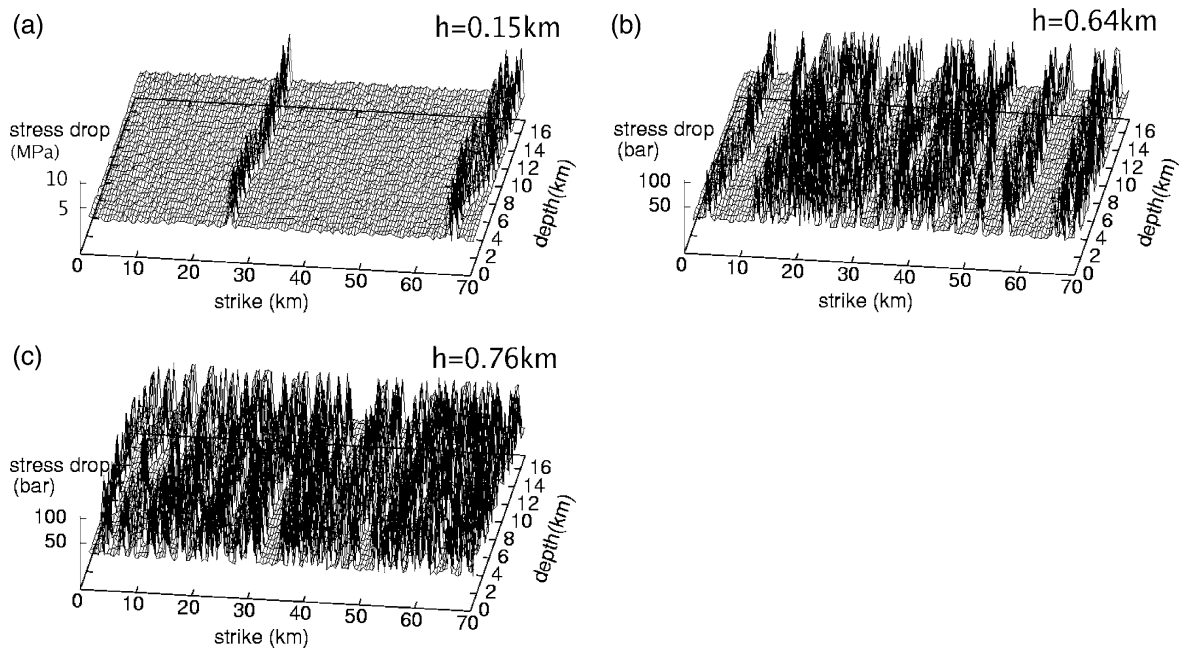 (a)
h=0.15km
stress drop
(MPa)
10
5
0 10 20 30 40 50 60 70
strike (km)
0 2 4 6 8 10 12 14 16
depth(km)
(b)
h=0.64km
stress drop
(bar)
100
50
0 10 20 30 40 50 60 70
strike (km)
0 2 4 6 8 10 12 14 16
depth(km)
(c)
h=0.76km
stress drop
(bar)
100
50
0 10 20 30 40 50 60 70
strike (km)
0 2 4 6 8 10 12 14 16
depth(km)